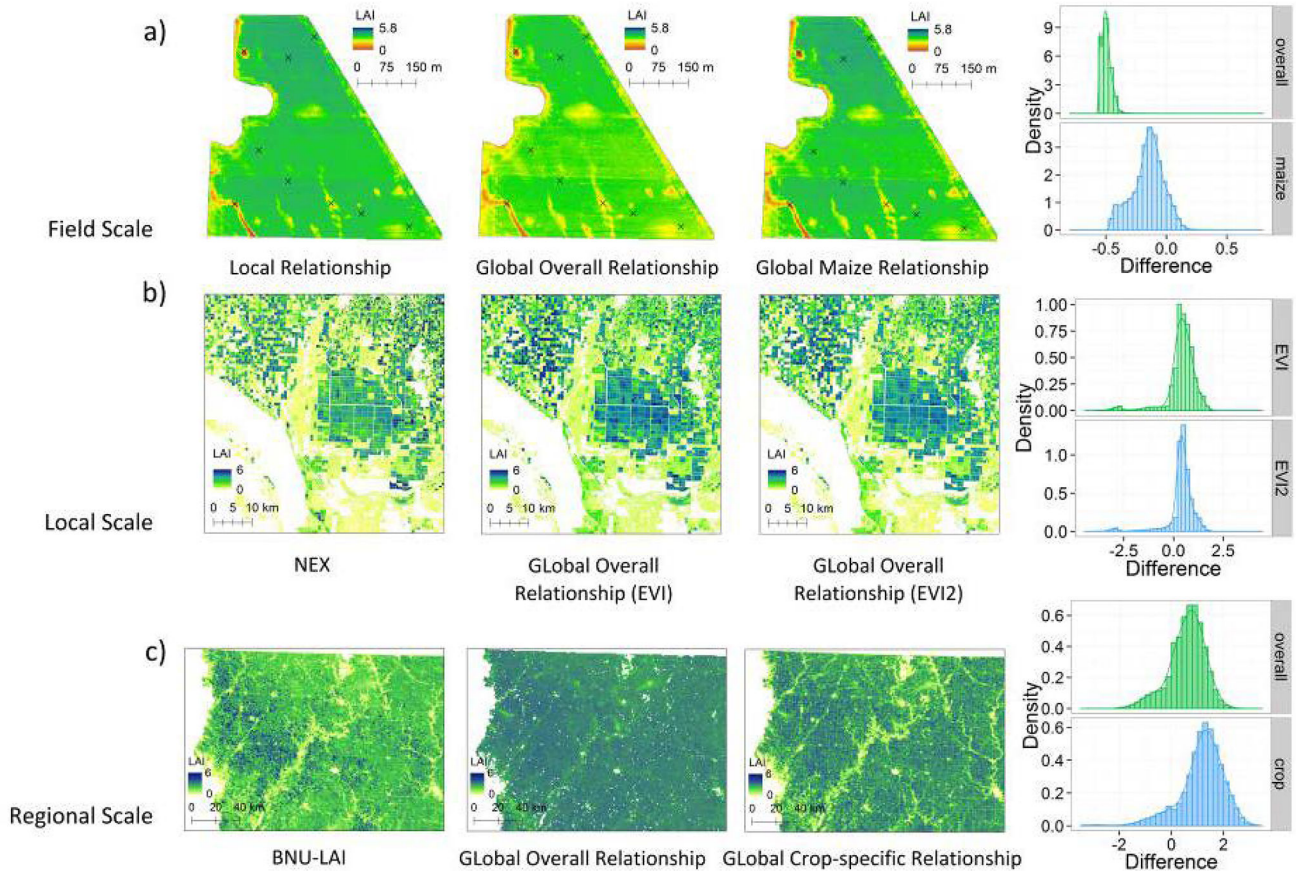 a)
LAI
5.8
0
0 75 150 m
LAI
5.8
0
0 75 150 m
LAI
5.8
0
0 75 150 m
Field Scale
Local Relationship
Global Overall Relationship
Global Maize Relationship
Density
9
6
3
0
overall
3
2
1
0
maize
-0.5 0.0 0.5
Difference
b)
LAI
6
0
0 5 10 km
LAI
6
0
0 5 10 km
LAI
6
0
0 5 10 km
Local Scale
NEX
GLobal Overall
Relationship (EVI)
GLobal Overall
Relationship (EVI2)
Density
1.00
0.75
0.50
0.25
0.00
EVI
1.0
0.5
0.0
EVI2
-2.5 0.0 2.5
Difference
c)
LAI
6
0
0 20 40 km
LAI
6
0
0 20 40 km
LAI
6
0
0 20 40 km
Regional Scale
BNU-LAI
GLobal Overall Relationship
GLobal Crop-specific Relationship
Density
0.6
0.4
0.2
0.0
overall
0.6
0.4
0.2
0.0
crop
-2 0 2
Difference